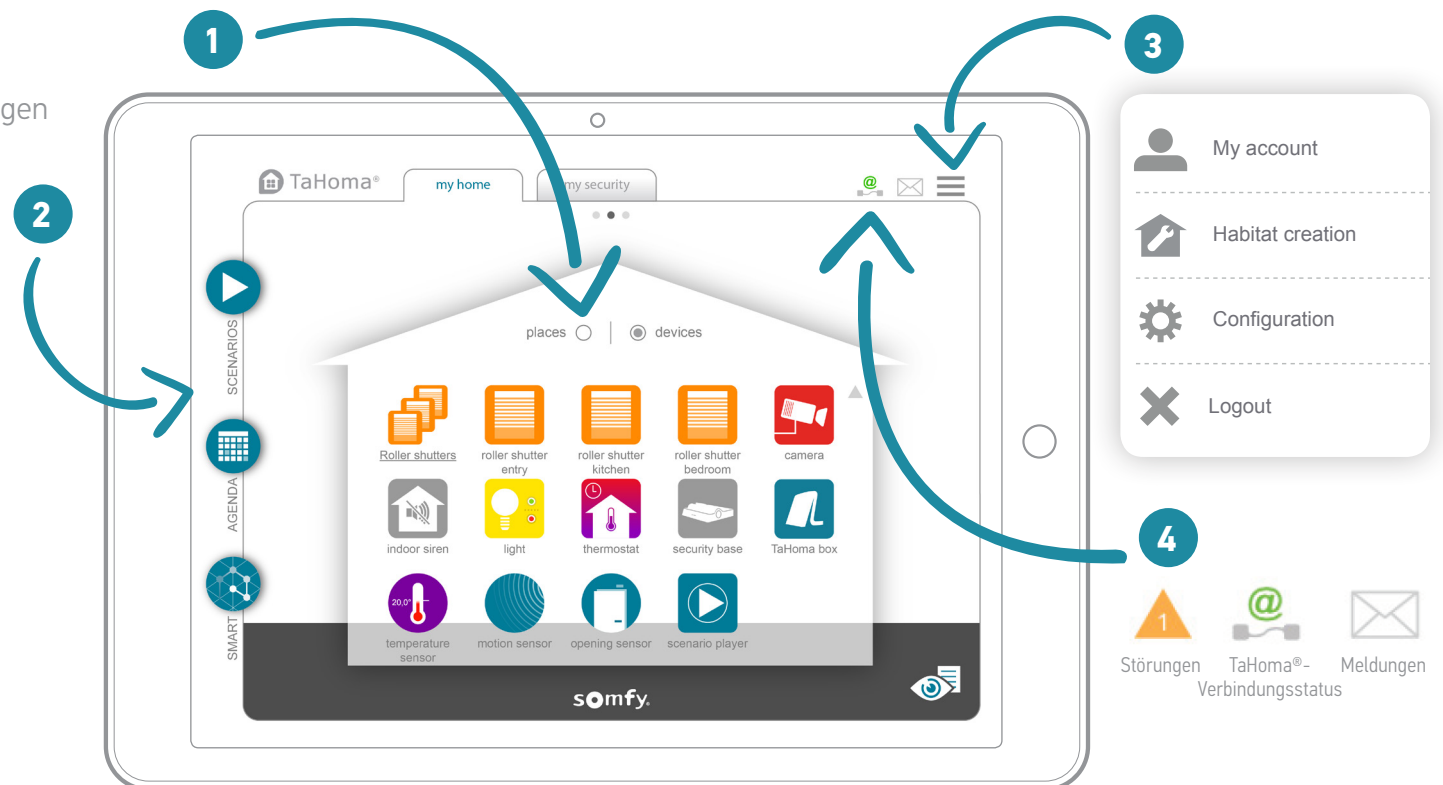 1
3
gen
My account
TaHoma®
my home
my security
@
2
Habitat creation
SCENARIOS
places
devices
Configuration
Roller shutters
roller shutter
entry
roller shutter
kitchen
roller shutter
bedroom
camera
Logout
AGENDA
indoor siren
light
thermostat
security base
TaHoma box
4
20,0°
1
@
SMART
temperature
sensor
motion sensor
opening sensor
scenario player
Störungen
TaHoma®-
Verbindungsstatus
Meldungen
somfy.